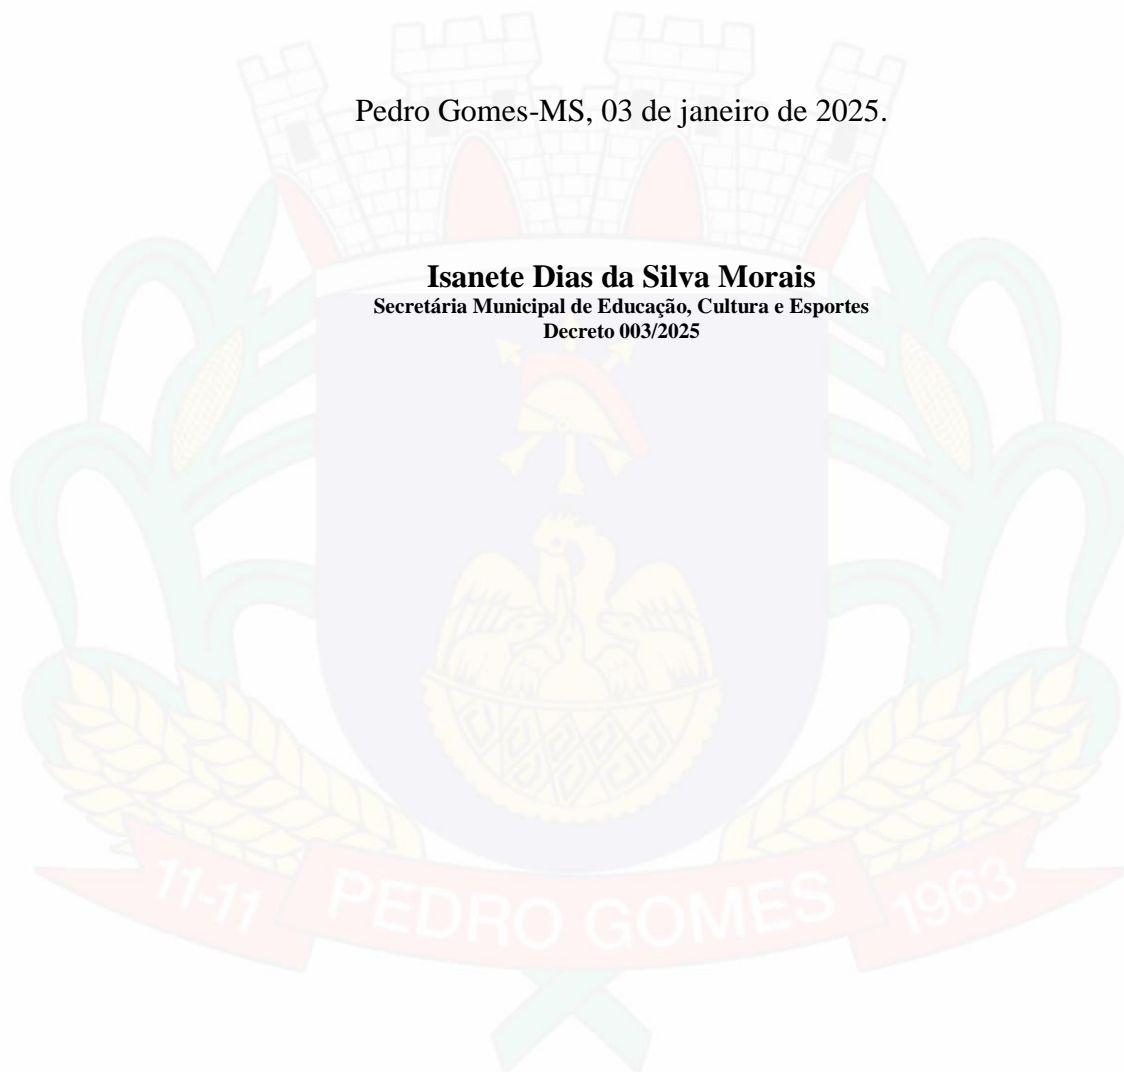 Pedro Gomes-MS, 03 de janeiro de 2025.
Isanete Dias da Silva Morais
Secretária Municipal de Educação, Cultura e Esportes
Decreto 003/2025
11-11 PEDRO GOMES 1963